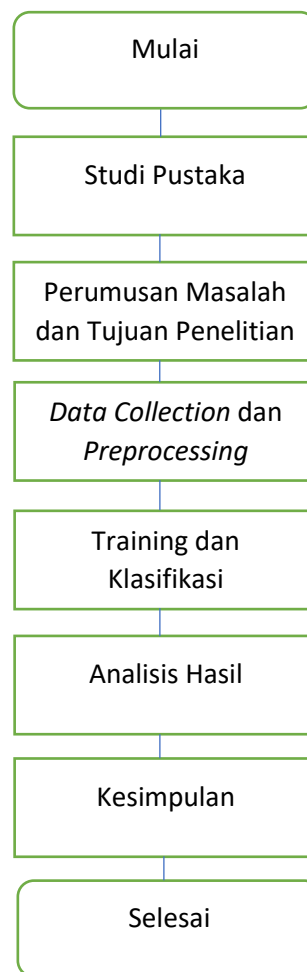 Mulai
Studi Pustaka
Perumusan Masalah
dan Tujuan Penelitian
Data Collection dan
Preprocessing
Training dan
Klasifikasi
Analisis Hasil
Kesimpulan
Selesai